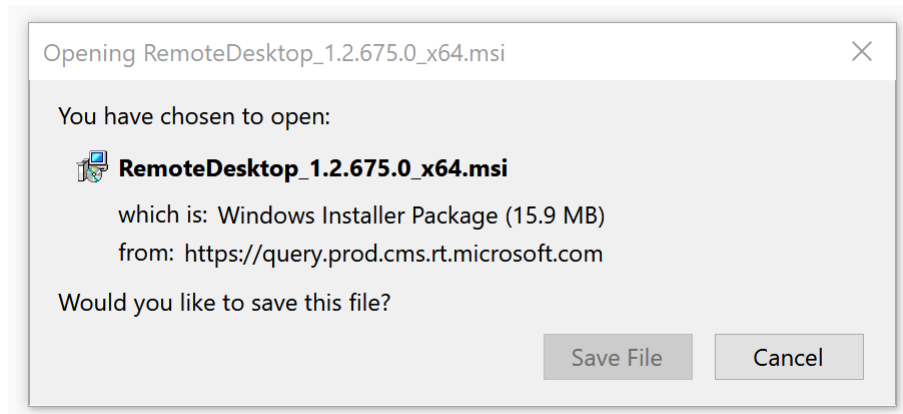 Opening RemoteDesktop_1.2.675.0_x64.msi
You have chosen to open:
RemoteDesktop_1.2.675.0_x64.msi
which is: Windows Installer Package (15.9 MB)
from: https://query.prod.cms.rt.microsoft.com
Would you like to save this file?
Save File Cancel